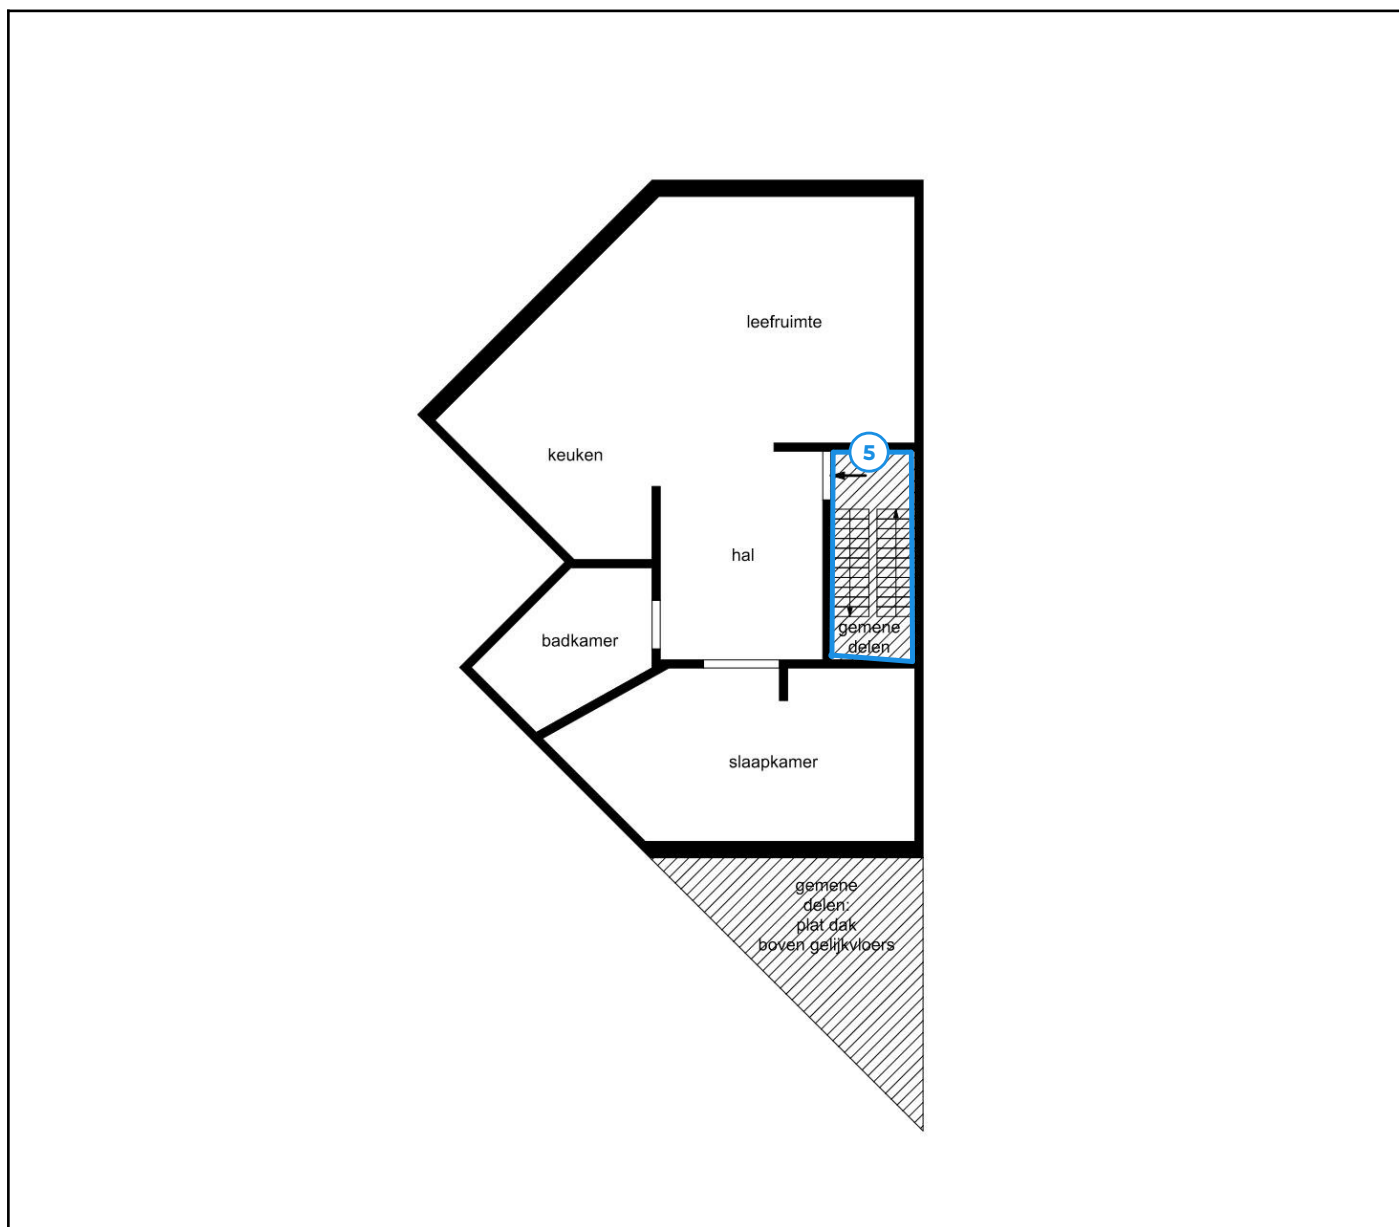 leefruimte
5
keuken
hal
gemene
delen
badkamer
slaapkamer
gemene
delen:
plat dak
boven gelijkvloers